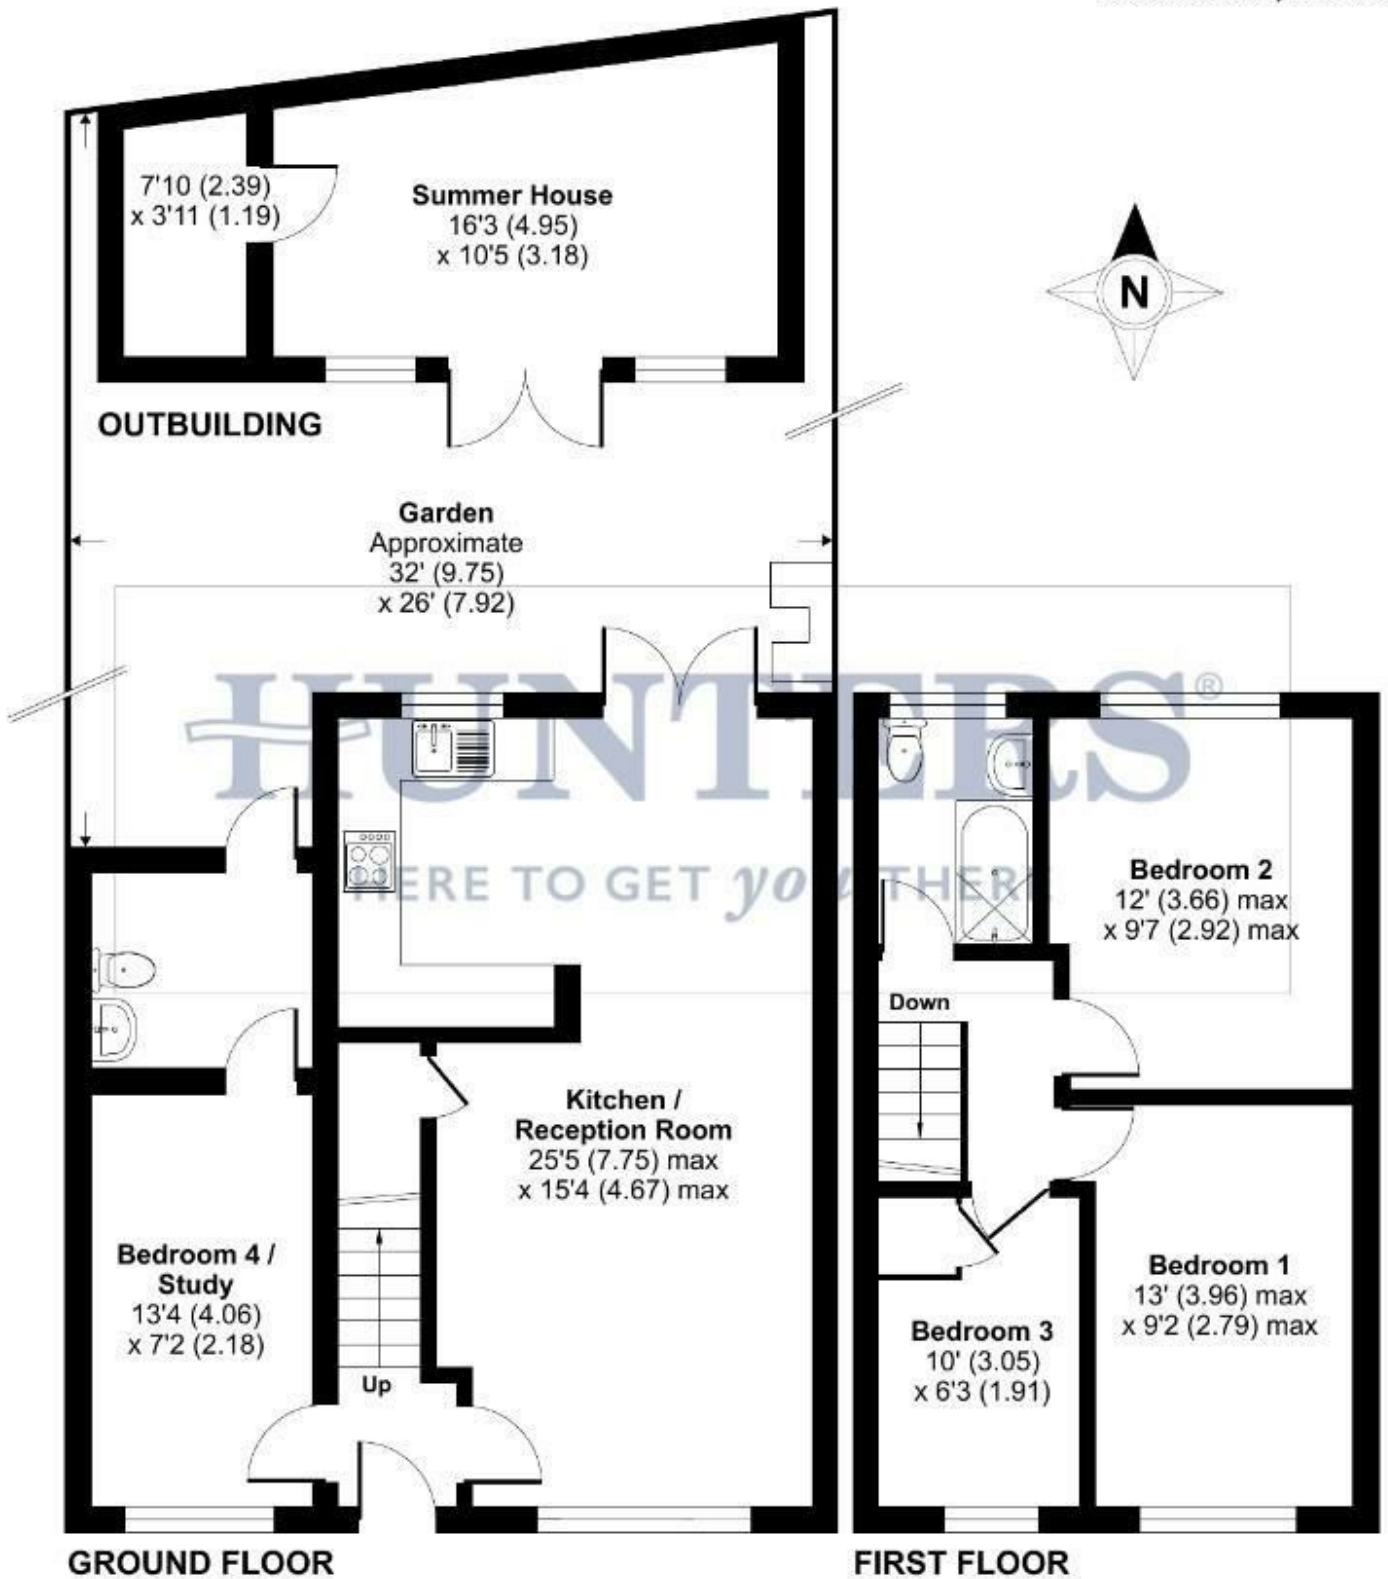 7'10 (2.39)
x 3'11 (1.19)
Summer House
16'3 (4.95)
x 10'5 (3.18)
N
OUTBUILDING
Garden
Approximate
32' (9.75)
x 26' (7.92)
HUNTERS®
HERE TO GET you THERE
Bedroom 2
12' (3.66) max
x 9'7 (2.92) max
Down
Kitchen /
Reception Room
25'5 (7.75) max
x 15'4 (4.67) max
Bedroom 4 /
Study
13'4 (4.06)
x 7'2 (2.18)
Up
Bedroom 1
13' (3.96) max
x 9'2 (2.79) max
Bedroom 3
10' (3.05)
x 6'3 (1.91)
GROUND FLOOR
FIRST FLOOR